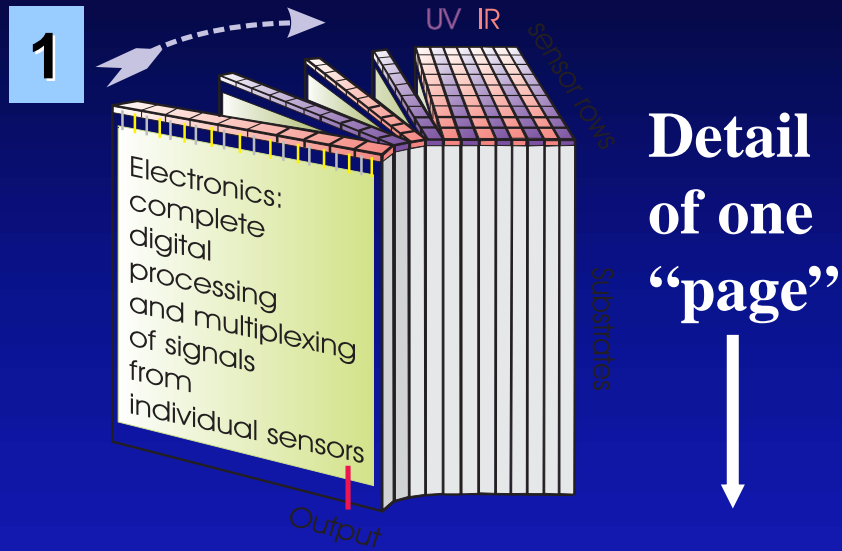 1
UV IR
sensor rows
Detail
of one
“page”
Electronics:
complete
digital
processing
and multiplexing
of signals
from
individual sensors
Substrates
Output